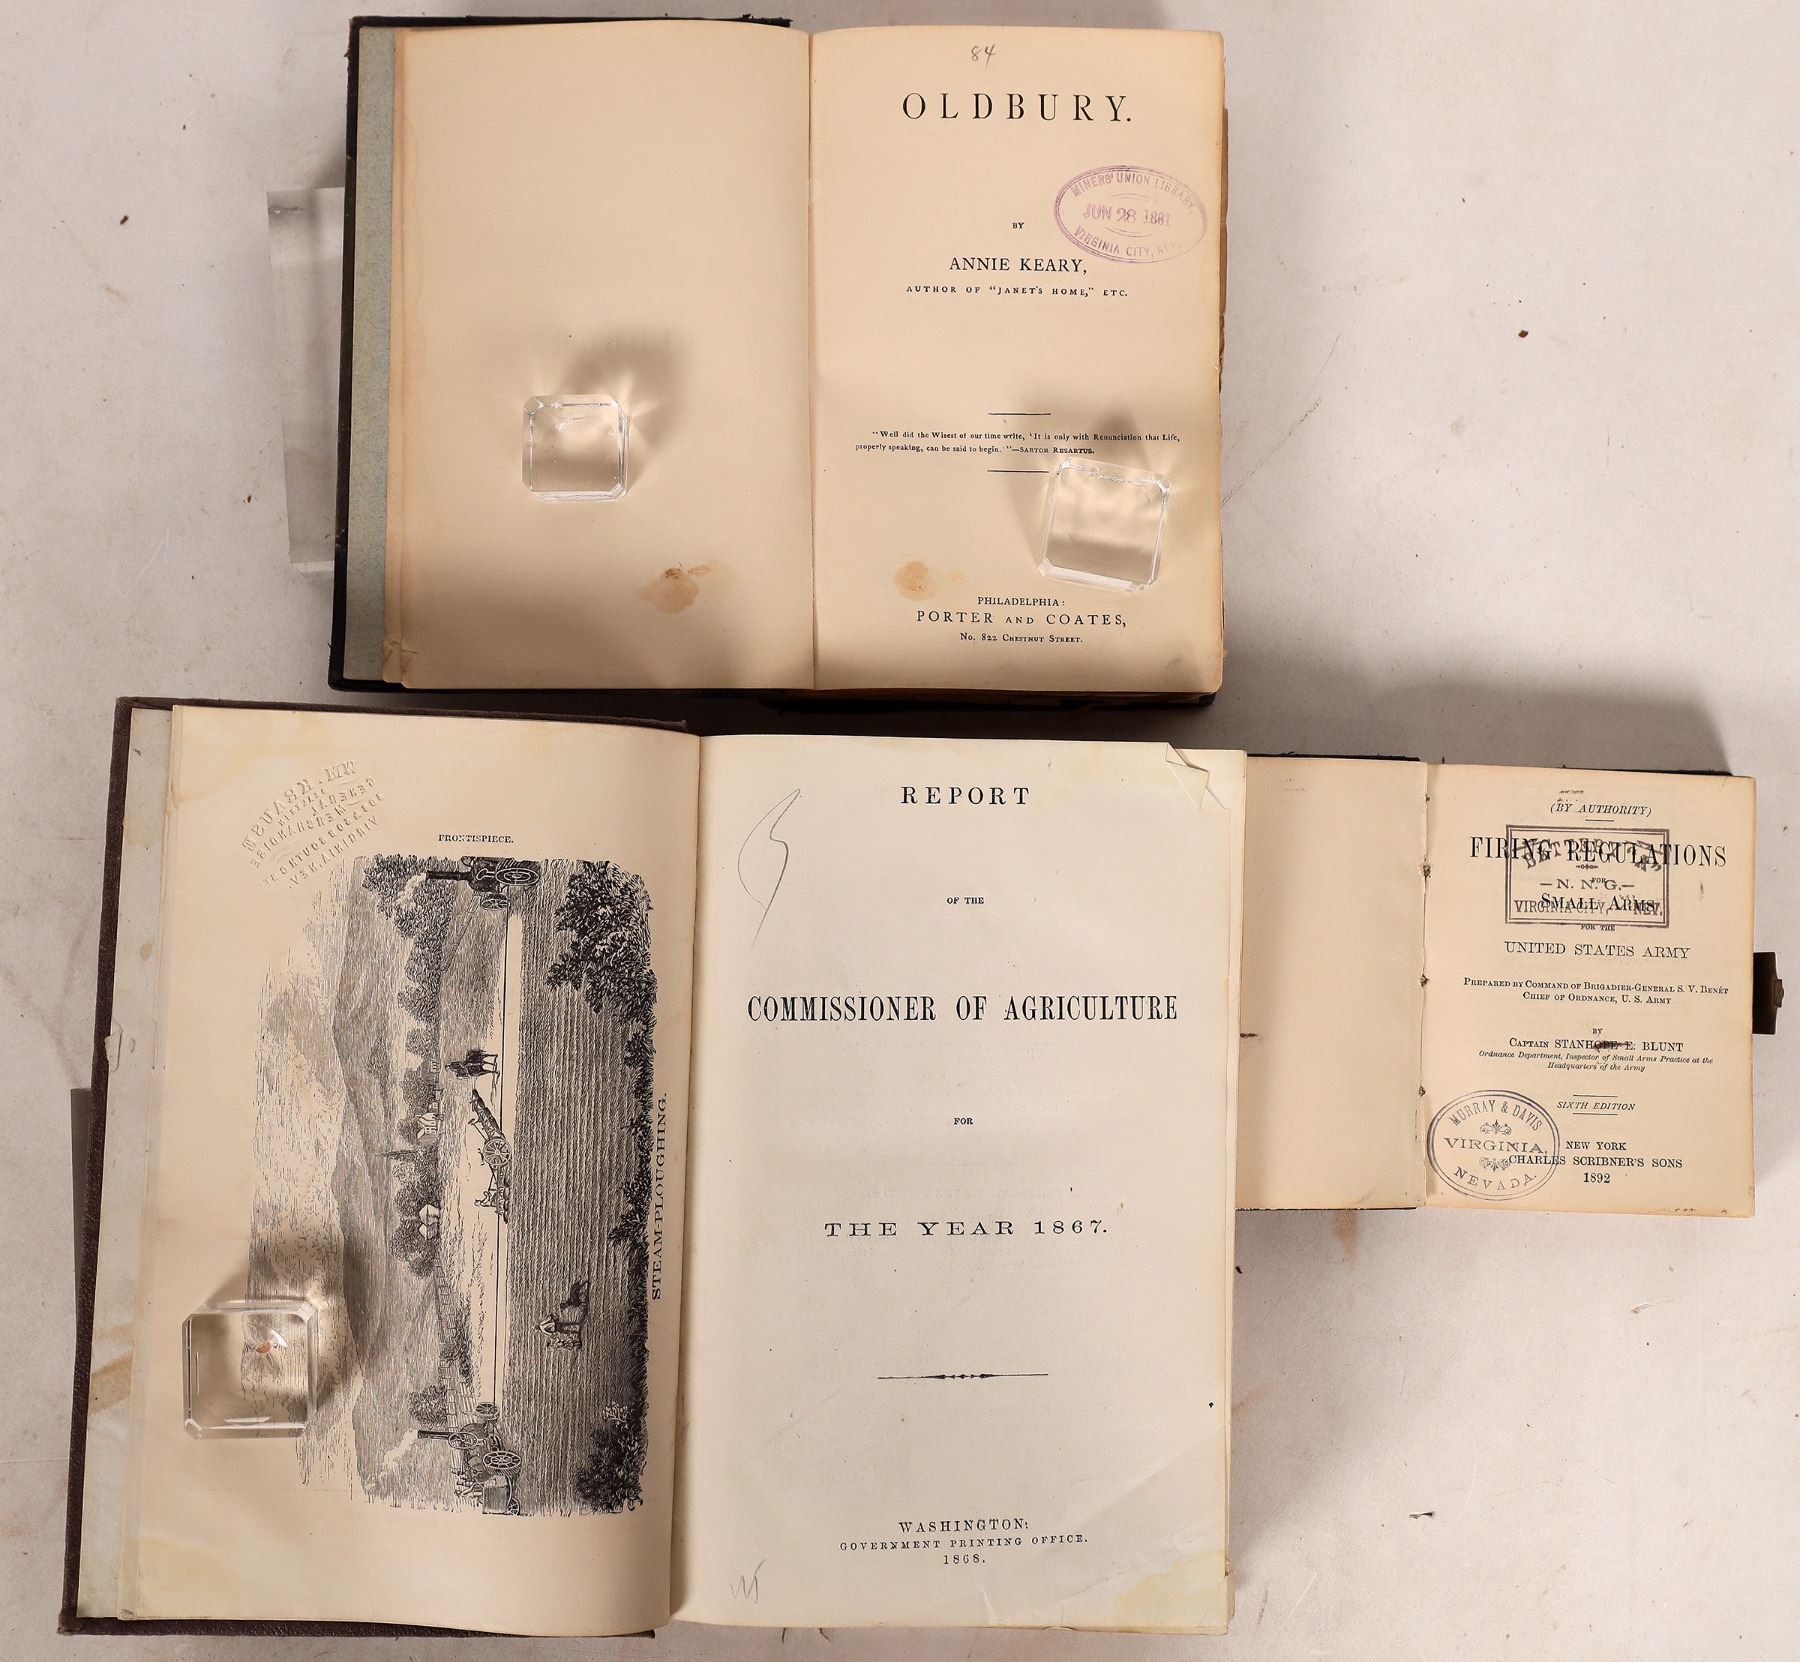 84
OLDBURY.
MINERS' UNION LIBRARY,
JUN 28 1881
VIRGINIA CITY, NEV.
BY
ANNIE KEARY,
AUTHOR OF "JANET'S HOME," ETC.
"Well did the Wisest of our time write, 'It is only with Renunciation that Life,
properly speaking, can be said to begin.'"—SARTOR RESARTUS.
PHILADELPHIA:
PORTER AND COATES,
No. 822 CHESTNUT STREET.
WM. KRAUS
GENERAL
MERCHANDISE
VIRGINIA, NEV.
FRONTISPIECE.
STEAM-PLOUGHING.
REPORT
OF THE
COMMISSIONER OF AGRICULTURE
FOR
THE YEAR 1867.
WASHINGTON:
GOVERNMENT PRINTING OFFICE.
1868.
(BY AUTHORITY)
FIRING REGULATIONS
FOR
SMALL ARMS
FOR THE
UNITED STATES ARMY
N. N. G.
VIRGINIA CITY, NEV.
PREPARED BY COMMAND OF BRIGADIER-GENERAL S. V. BENÉT
CHIEF OF ORDNANCE, U. S. ARMY
BY
CAPTAIN STANHOPE E. BLUNT
Ordnance Department, Inspector of Small Arms Practice at the
Headquarters of the Army
SIXTH EDITION
NEW YORK
CHARLES SCRIBNER'S SONS
1892
MURRAY & DAVIS
VIRGINIA,
NEVADA.